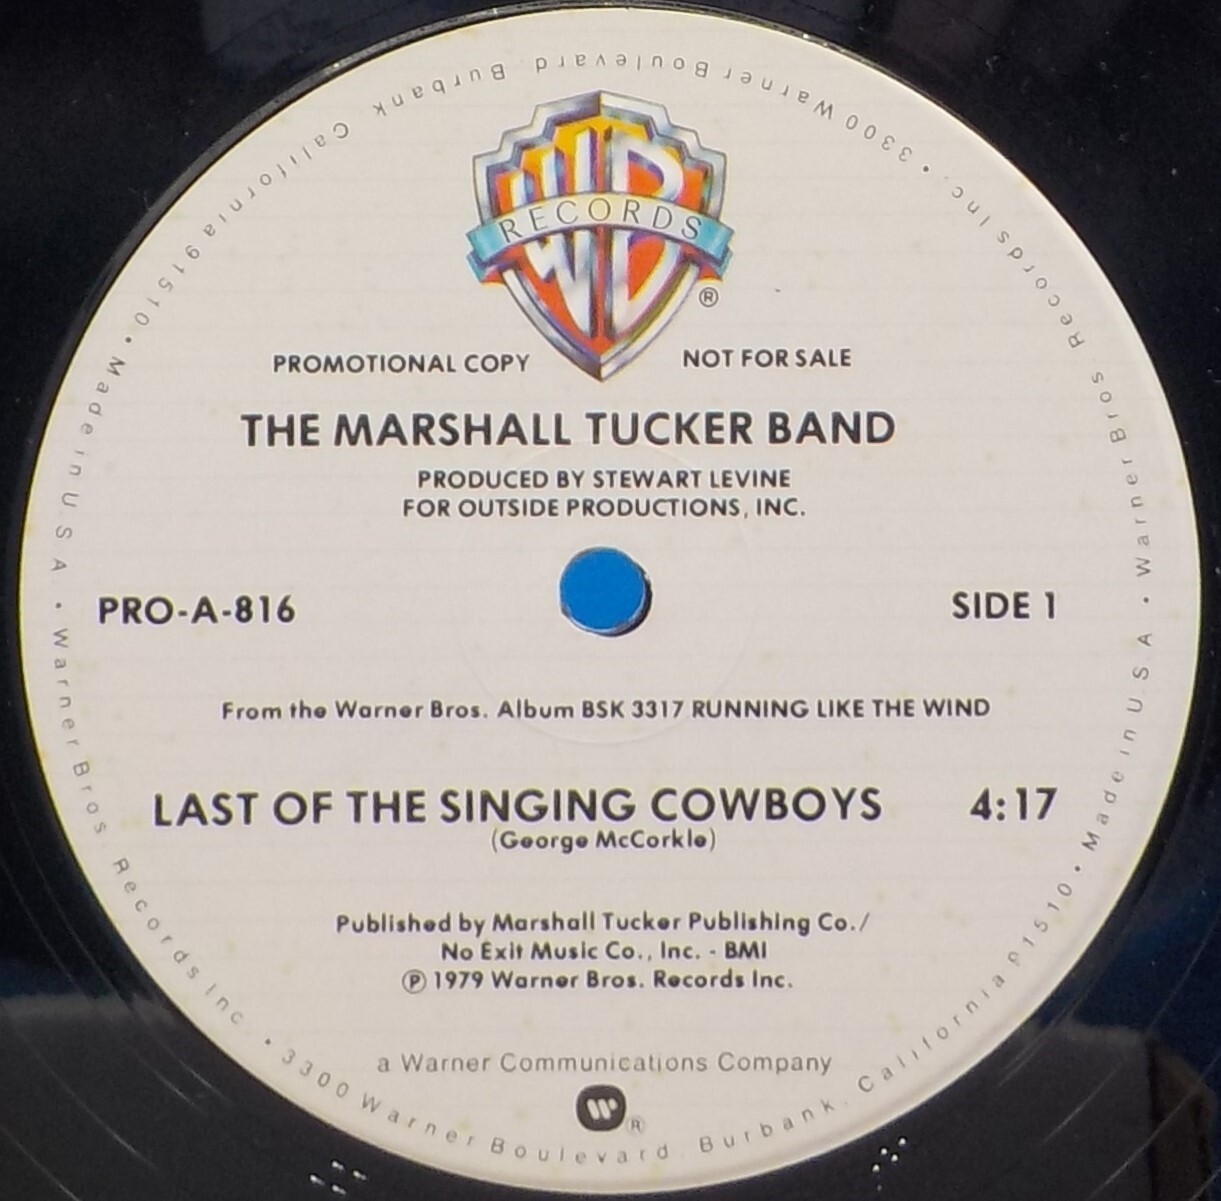 RECORDS
®
PROMOTIONAL COPY
NOT FOR SALE
THE MARSHALL TUCKER BAND
PRODUCED BY STEWART LEVINE
FOR OUTSIDE PRODUCTIONS, INC.
PRO-A-816
SIDE 1
From the Warner Bros. Album BSK 3317 RUNNING LIKE THE WIND
LAST OF THE SINGING COWBOYS 4:17
(George McCorkle)
Published by Marshall Tucker Publishing Co./
No Exit Music Co., Inc. - BMI
℗ 1979 Warner Bros. Records Inc.
a Warner Communications Company
®
Warner Bros. Records Inc. • 3300 Warner Boulevard Burbank. California 91510 • Made in U S A • Warner Bros Records Inc. • 3300 Warner Boulevard Burbank California 91510 • Made in U S A •